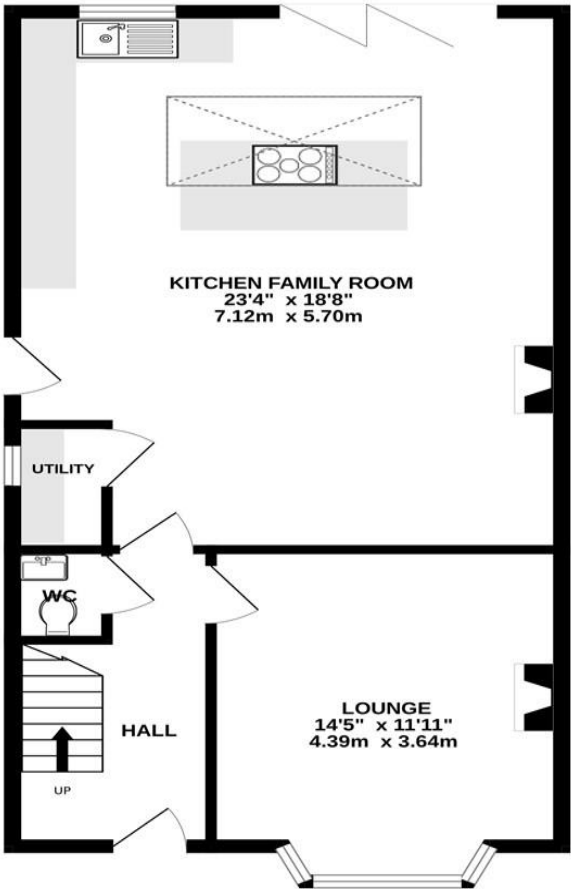 KITCHEN FAMILY ROOM
23'4" x 18'8"
7.12m x 5.70m
UTILITY
WC
LOUNGE
14'5" x 11'11"
4.39m x 3.64m
HALL
UP